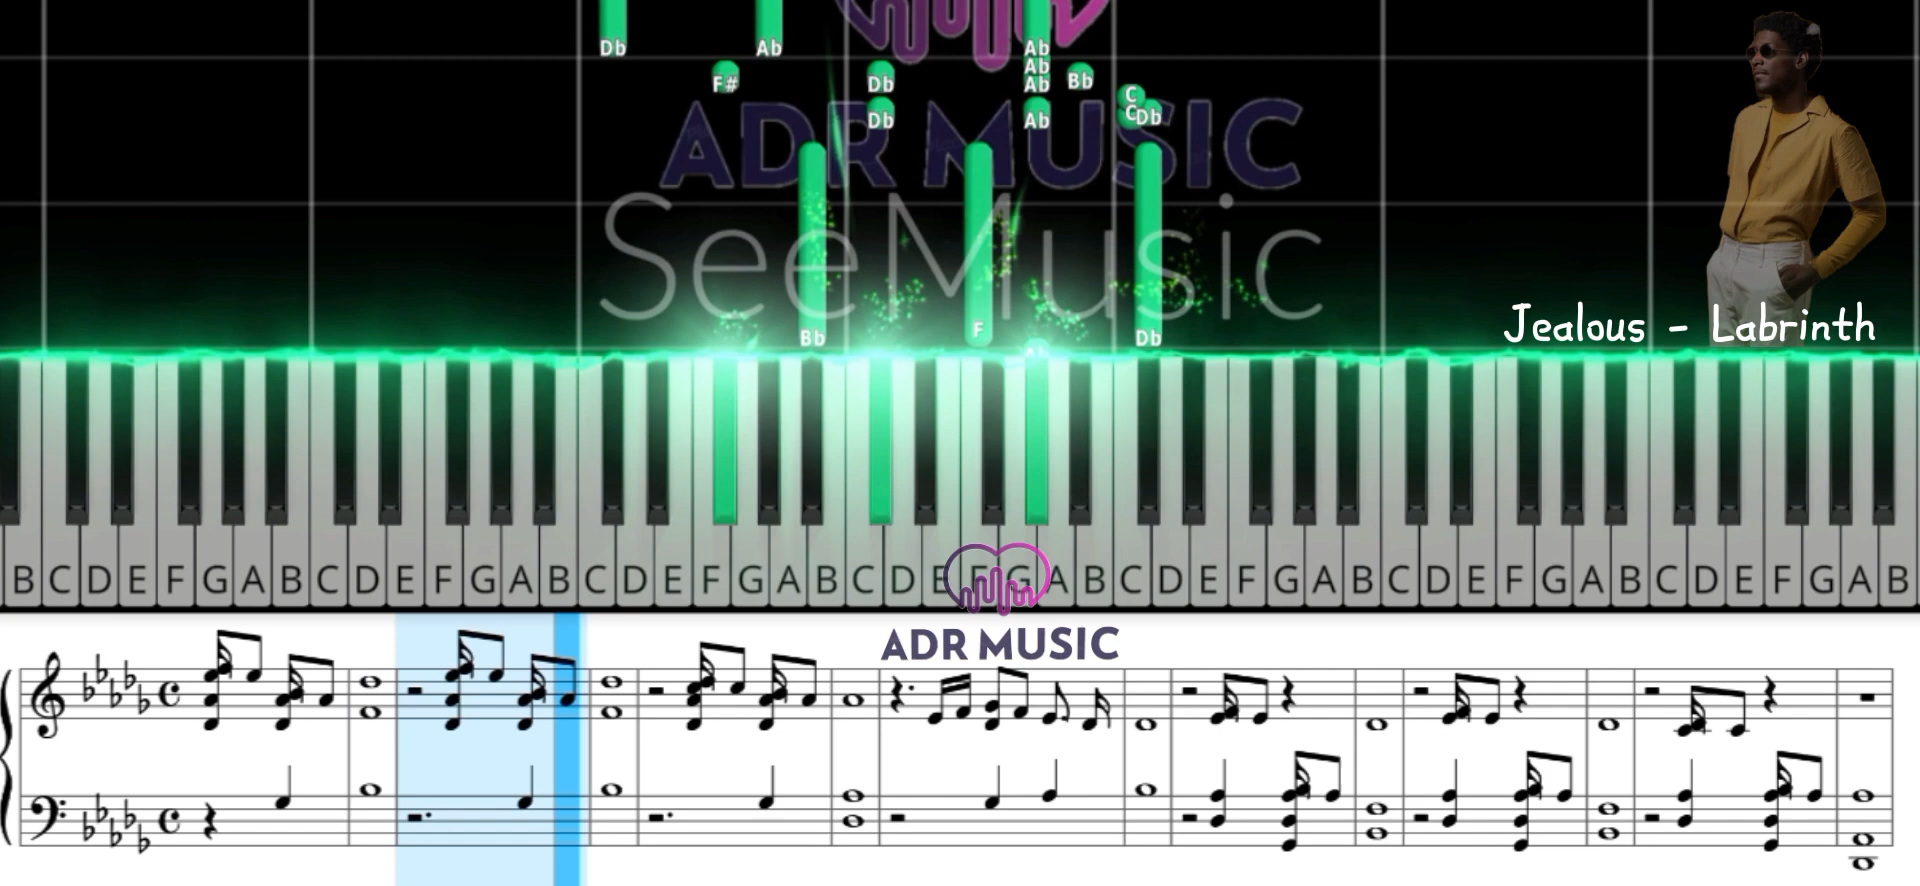 Db Ab Ab
Ab
F# Db Ab Bb
C
Db Ab C Db
ADR MUSIC
SeeMusic
Bb F Db
Jealous - Labrinth
B C D E F G A B C D E F G A B C D E F G A B C D E F G A B C D E F G A B C D E F G A B C D E F G A B
ADR MUSIC